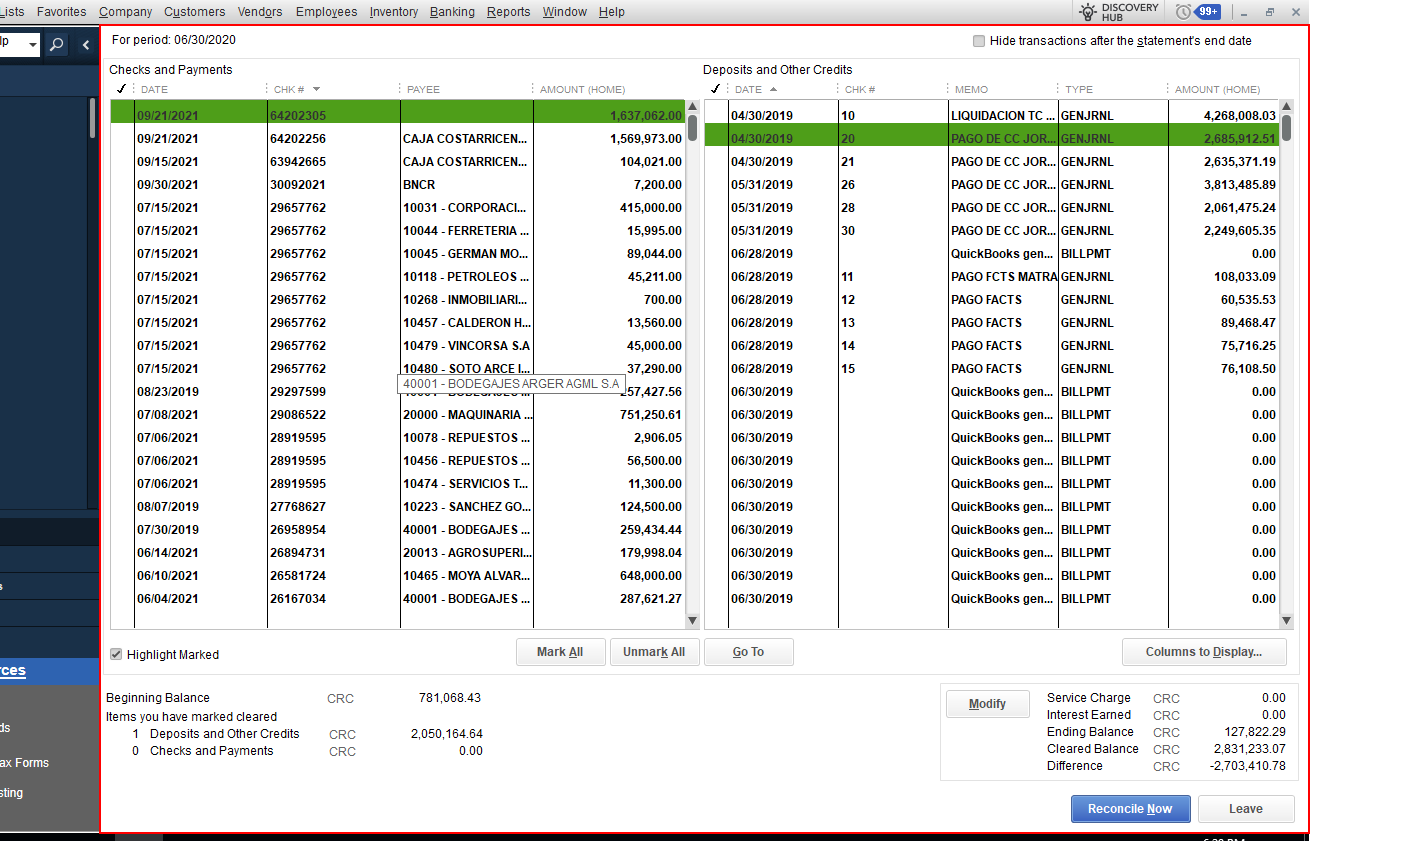 Lists Favorites Company Customers Vendors Employees Inventory Banking Reports Window Help DISCOVERY HUB 99+
For period: 06/30/2020 Hide transactions after the statement's end date
Checks and Payments Deposits and Other Credits
DATE CHK # PAYEE AMOUNT (HOME) DATE CHK # MEMO TYPE AMOUNT (HOME)
09/21/2021 64202305 1,637,062.00 04/30/2019 10 LIQUIDACION TC ... GENJRNL 4,268,008.03
09/21/2021 64202256 CAJA COSTARRICEN... 1,569,973.00 04/30/2019 20 PAGO DE CC JOR... GENJRNL 2,685,912.51
09/15/2021 63942665 CAJA COSTARRICEN... 104,021.00 04/30/2019 21 PAGO DE CC JOR... GENJRNL 2,635,371.19
09/30/2021 30092021 BNCR 7,200.00 05/31/2019 26 PAGO DE CC JOR... GENJRNL 3,813,485.89
07/15/2021 29657762 10031 - CORPORACI... 415,000.00 05/31/2019 28 PAGO DE CC JOR... GENJRNL 2,061,475.24
07/15/2021 29657762 10044 - FERRETERIA ... 15,995.00 05/31/2019 30 PAGO DE CC JOR... GENJRNL 2,249,605.35
07/15/2021 29657762 10045 - GERMAN MO... 89,044.00 06/28/2019 QuickBooks gen... BILLPMT 0.00
07/15/2021 29657762 10118 - PETROLEOS ... 45,211.00 06/28/2019 11 PAGO FCTS MATRA GENJRNL 108,033.09
07/15/2021 29657762 10268 - INMOBILIARI... 700.00 06/28/2019 12 PAGO FACTS GENJRNL 60,535.53
07/15/2021 29657762 10457 - CALDERON H... 13,560.00 06/28/2019 13 PAGO FACTS GENJRNL 89,468.47
07/15/2021 29657762 10479 - VINCORSA S.A 45,000.00 06/28/2019 14 PAGO FACTS GENJRNL 75,716.25
07/15/2021 29657762 10480 - SOTO ARCE I... 37,290.00 06/28/2019 15 PAGO FACTS GENJRNL 76,108.50
40001 - BODEGAJES ARGER AGML S.A
08/23/2019 29297599 257,427.56 06/30/2019 QuickBooks gen... BILLPMT 0.00
07/08/2021 29086522 20000 - MAQUINARIA ... 751,250.61 06/30/2019 QuickBooks gen... BILLPMT 0.00
07/06/2021 28919595 10078 - REPUESTOS ... 2,906.05 06/30/2019 QuickBooks gen... BILLPMT 0.00
07/06/2021 28919595 10456 - REPUESTOS ... 56,500.00 06/30/2019 QuickBooks gen... BILLPMT 0.00
07/06/2021 28919595 10474 - SERVICIOS T... 11,300.00 06/30/2019 QuickBooks gen... BILLPMT 0.00
08/07/2019 27768627 10223 - SANCHEZ GO... 124,500.00 06/30/2019 QuickBooks gen... BILLPMT 0.00
07/30/2019 26958954 40001 - BODEGAJES ... 259,434.44 06/30/2019 QuickBooks gen... BILLPMT 0.00
06/14/2021 26894731 20013 - AGROSUPERI... 179,998.04 06/30/2019 QuickBooks gen... BILLPMT 0.00
06/10/2021 26581724 10465 - MOYA ALVAR... 648,000.00 06/30/2019 QuickBooks gen... BILLPMT 0.00
06/04/2021 26167034 40001 - BODEGAJES ... 287,621.27 06/30/2019 QuickBooks gen... BILLPMT 0.00
Highlight Marked Mark All Unmark All Go To Columns to Display...
Beginning Balance CRC 781,068.43
Items you have marked cleared
1 Deposits and Other Credits CRC 2,050,164.64
0 Checks and Payments CRC 0.00
Modify
Service Charge CRC 0.00
Interest Earned CRC 0.00
Ending Balance CRC 127,822.29
Cleared Balance CRC 2,831,233.07
Difference CRC -2,703,410.78
Reconcile Now Leave
rces
ds
ax Forms
sting